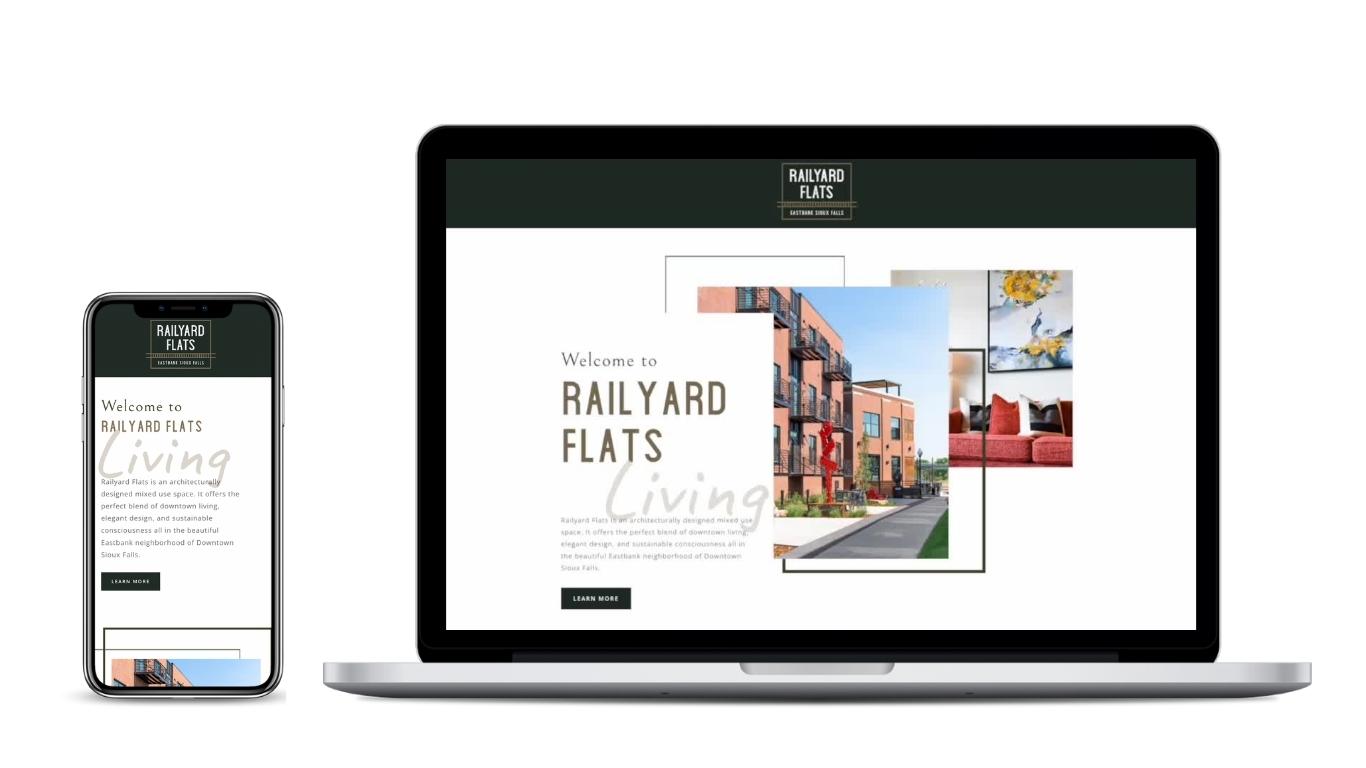 RAILYARD
FLATS
EASTBANK SIOUX FALLS
Welcome to
RAILYARD FLATS
Living
Railyard Flats is an architecturally
designed mixed use space. It offers the
perfect blend of downtown living,
elegant design, and sustainable
consciousness all in the beautiful
Eastbank neighborhood of Downtown
Sioux Falls.
LEARN MORE
RAILYARD
FLATS
EASTBANK SIOUX FALLS
Welcome to
RAILYARD
FLATS
Living
Railyard Flats is an architecturally designed mixed use
space. It offers the perfect blend of downtown living,
elegant design, and sustainable consciousness all in
the beautiful Eastbank neighborhood of Downtown
Sioux Falls.
LEARN MORE